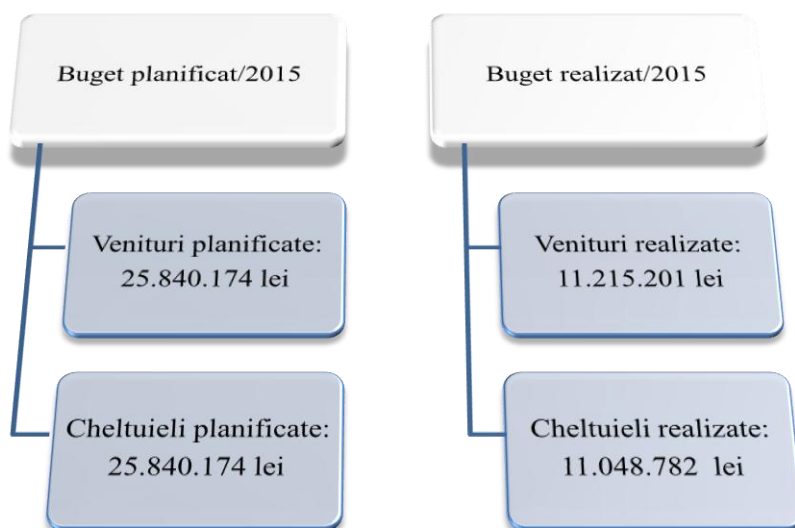 Buget planificat/2015
Venituri planificate:
25.840.174 lei
Cheltuieli planificate:
25.840.174 lei
Buget realizat/2015
Venituri realizate:
11.215.201 lei
Cheltuieli realizate:
11.048.782 lei